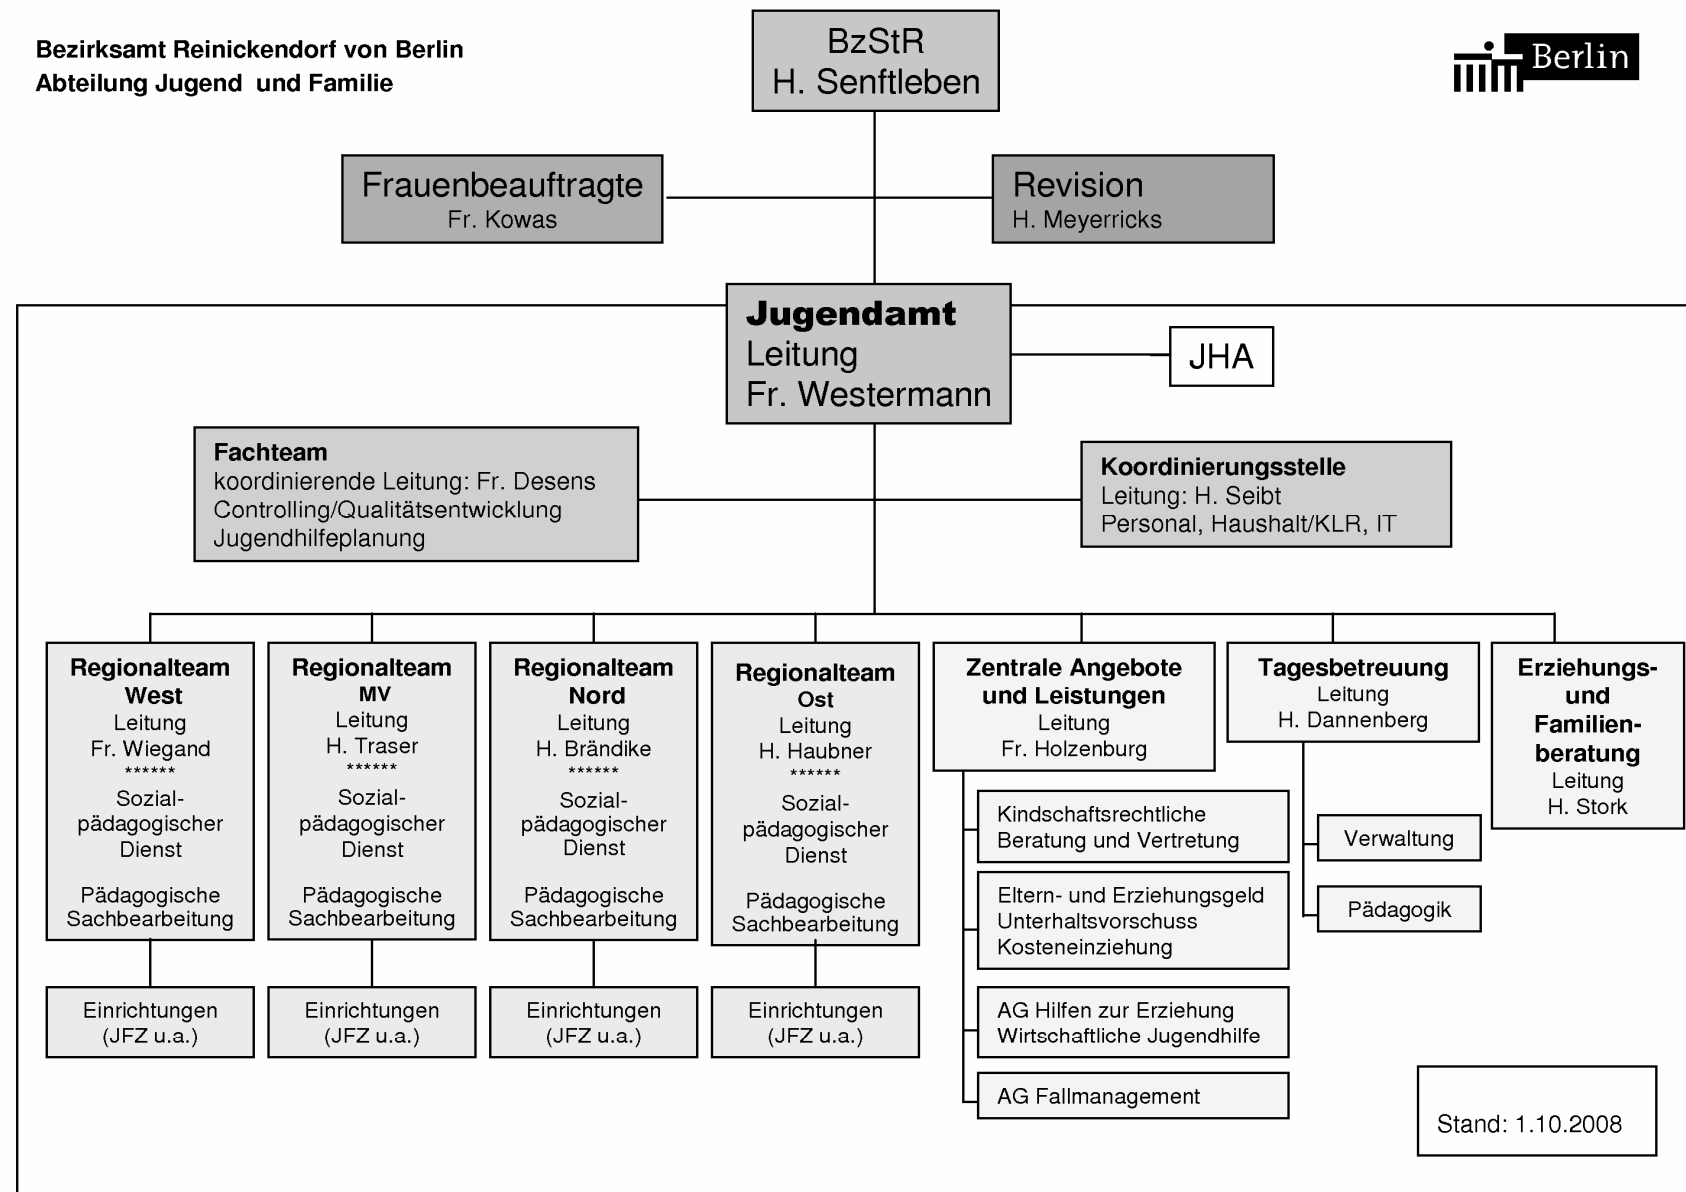 Bezirksamt Reinickendorf von Berlin
Abteilung Jugend und Familie
BzStR
H. Senftleben
Berlin
Frauenbeauftragte
Fr. Kowas
Revision
H. Meyerricks
Jugendamt
Leitung
Fr. Westermann
JHA
Fachteam
koordinierende Leitung: Fr. Desens
Controlling/Qualitätsentwicklung
Jugendhilfeplanung
Koordinierungsstelle
Leitung: H. Seibt
Personal, Haushalt/KLR, IT
Regionalteam
West
Leitung
Fr. Wiegand
******
Sozial-
pädagogischer
Dienst
Pädagogische
Sachbearbeitung
Einrichtungen
(JFZ u.a.)
Regionalteam
MV
Leitung
H. Traser
******
Sozial-
pädagogischer
Dienst
Pädagogische
Sachbearbeitung
Einrichtungen
(JFZ u.a.)
Regionalteam
Nord
Leitung
H. Brändike
******
Sozial-
pädagogischer
Dienst
Pädagogische
Sachbearbeitung
Einrichtungen
(JFZ u.a.)
Regionalteam
Ost
Leitung
H. Haubner
******
Sozial-
pädagogischer
Dienst
Pädagogische
Sachbearbeitung
Einrichtungen
(JFZ u.a.)
Zentrale Angebote
und Leistungen
Leitung
Fr. Holzenburg
Kindschaftsrechtliche
Beratung und Vertretung
Eltern- und Erziehungsgeld
Unterhaltsvorschuss
Kosteneinziehung
AG Hilfen zur Erziehung
Wirtschaftliche Jugendhilfe
AG Fallmanagement
Tagesbetreuung
Leitung
H. Dannenberg
Verwaltung
Pädagogik
Erziehungs-
und
Familien-
beratung
Leitung
H. Stork
Stand: 1.10.2008